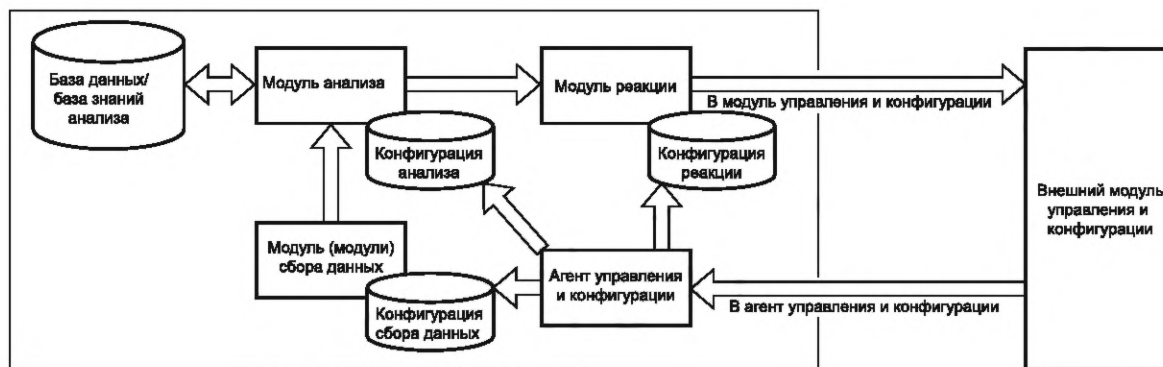 База данных/
база знаний
анализа
Модуль анализа
Модуль реакции
В модуль управления и конфигурации
Конфигурация
анализа
Конфигурация
реакции
Внешний модуль
управления и
конфигурации
Модуль (модули)
сбора данных
Агент управления
и конфигурации
Конфигурация
сбора данных
В агент управления и конфигурации